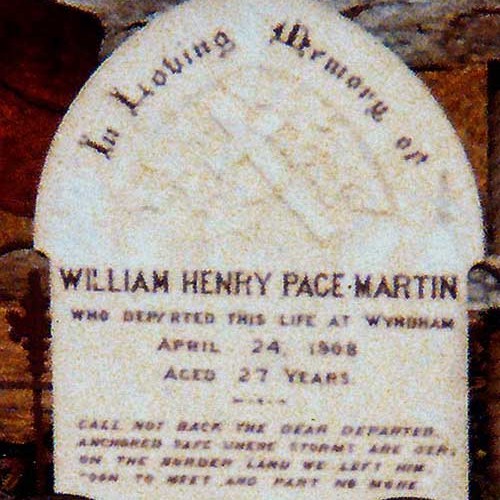 In Loving Memory of
WILLIAM HENRY PACE-MARTIN
WHO DEPARTED THIS LIFE AT WYNDHAM
APRIL 24, 1908
AGED 27 YEARS.
CALL NOT BACK THE DEAR DEPARTED,
ANCHORED SAFE WHERE STORMS ARE OER,
ON THE BORDER LAND WE LEFT HIM,
SOON TO MEET AND PART NO MORE